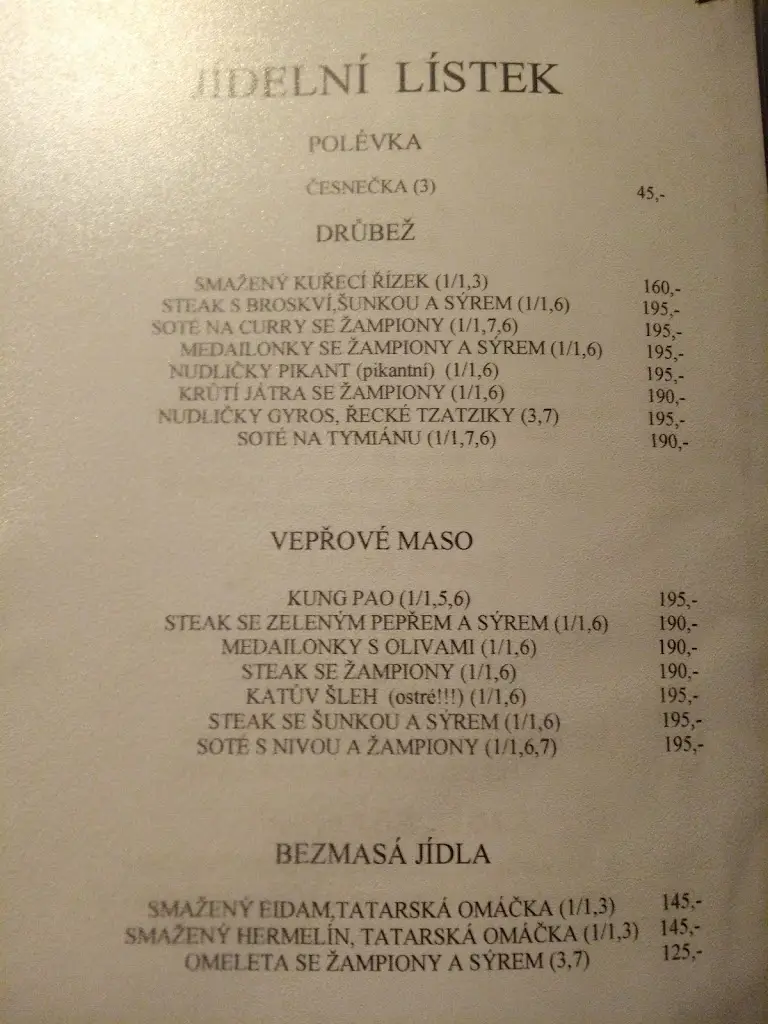 JÍDELNÍ LÍSTEK
POLÉVKA
ČESNEČKA (3) 45,-
DRŮBEŽ
SMAŽENÝ KUŘECÍ ŘÍZEK (1/1,3) 160,-
STEAK S BROSKVÍ,ŠUNKOU A SÝREM (1/1,6) 195,-
SOTÉ NA CURRY SE ŽAMPIONY (1/1,7,6) 195,-
MEDAILONKY SE ŽAMPIONY A SÝREM (1/1,6) 195,-
NUDLIČKY PIKANT (pikantní) (1/1,6) 195,-
KRŮTÍ JÁTRA SE ŽAMPIONY (1/1,6) 190,-
NUDLIČKY GYROS, ŘECKÉ TZATZIKY (3,7) 195,-
SOTÉ NA TYMIÁNU (1/1,7,6) 190,-
VEPŘOVÉ MASO
KUNG PAO (1/1,5,6) 195,-
STEAK SE ZELENÝM PEPŘEM A SÝREM (1/1,6) 190,-
MEDAILONKY S OLIVAMI (1/1,6) 190,-
STEAK SE ŽAMPIONY (1/1,6) 190,-
KATŮV ŠLEH (ostré!!!) (1/1,6) 195,-
STEAK SE ŠUNKOU A SÝREM (1/1,6) 195,-
SOTÉ S NIVOU A ŽAMPIONY (1/1,6,7) 195,-
BEZMASÁ JÍDLA
SMAŽENÝ EIDAM,TATARSKÁ OMÁČKA (1/1,3) 145,-
SMAŽENÝ HERMELÍN, TATARSKÁ OMÁČKA (1/1,3) 145,-
OMELETA SE ŽAMPIONY A SÝREM (3,7) 125,-